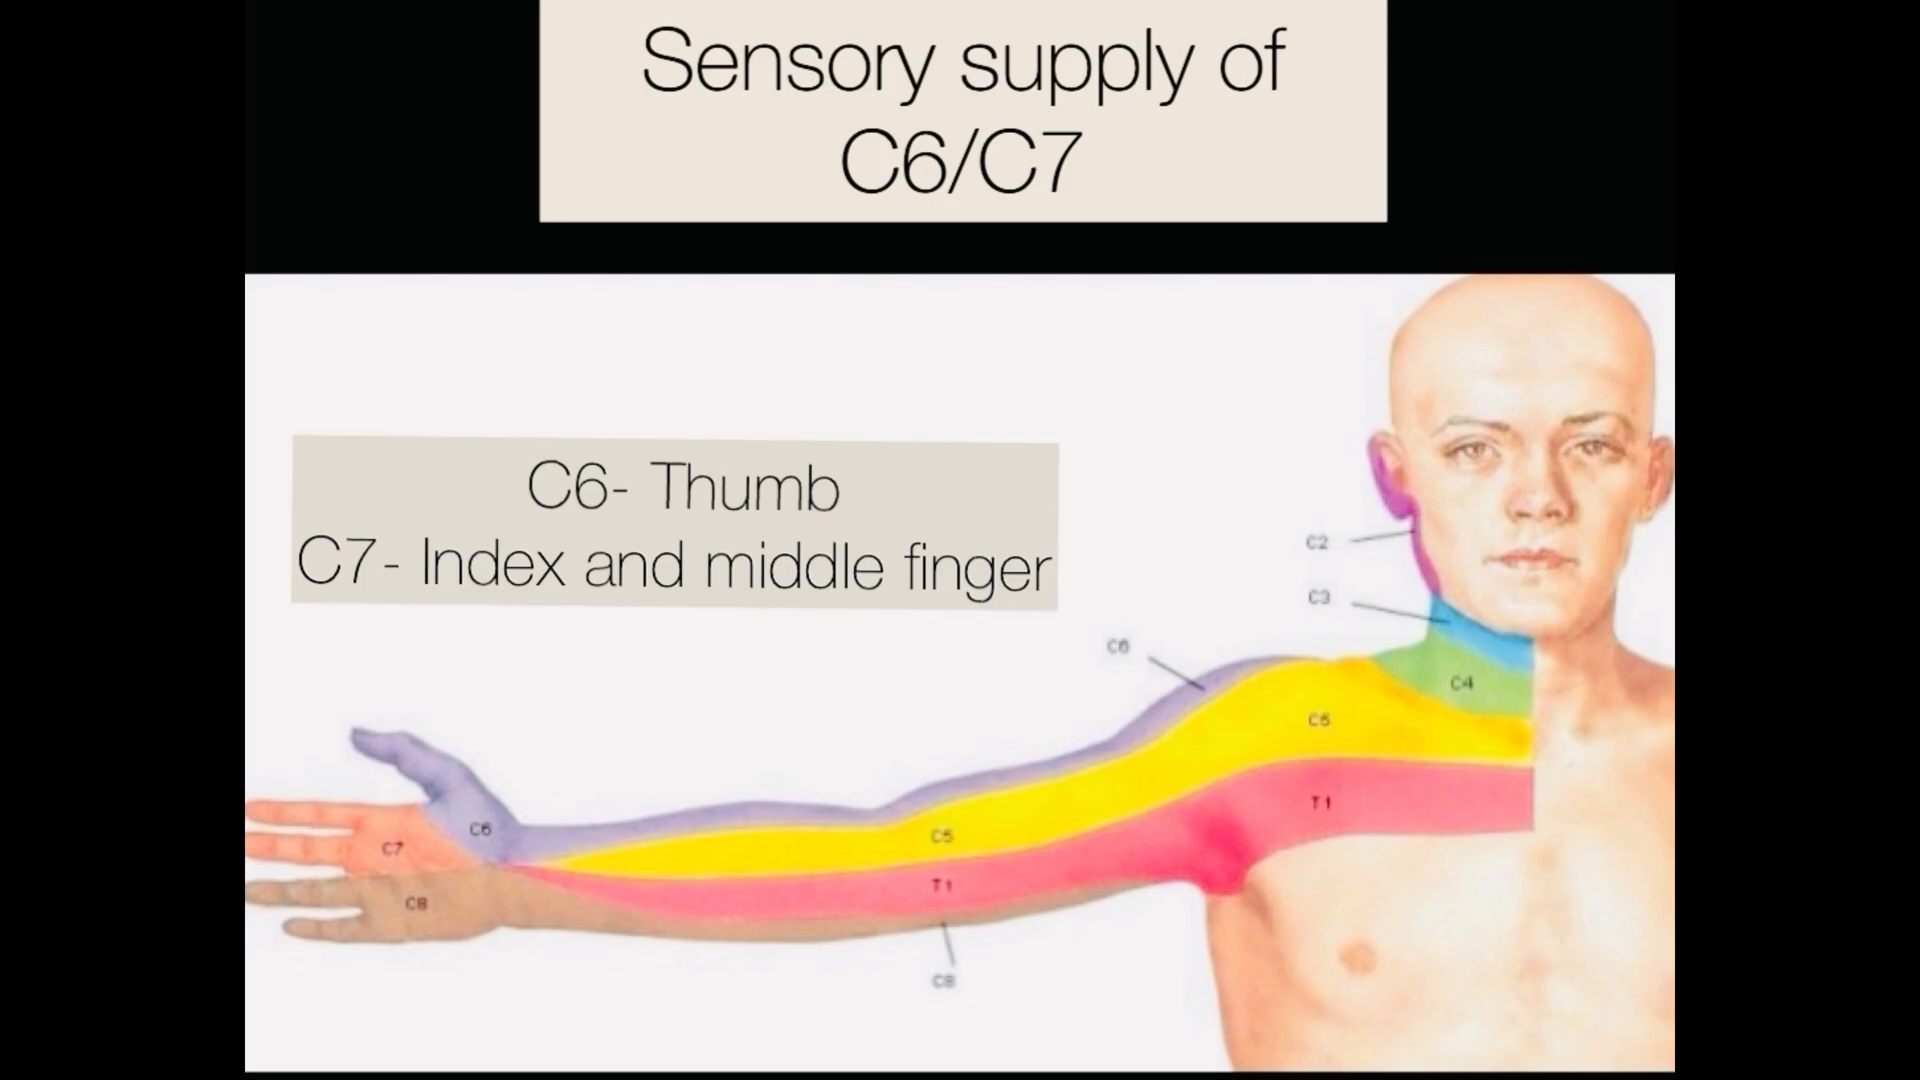 Sensory supply of
C6/C7
C6- Thumb
C7- Index and middle finger
C2
C3
C6
C4
C5
T1
C6
C7
C5
T1
C8
C8